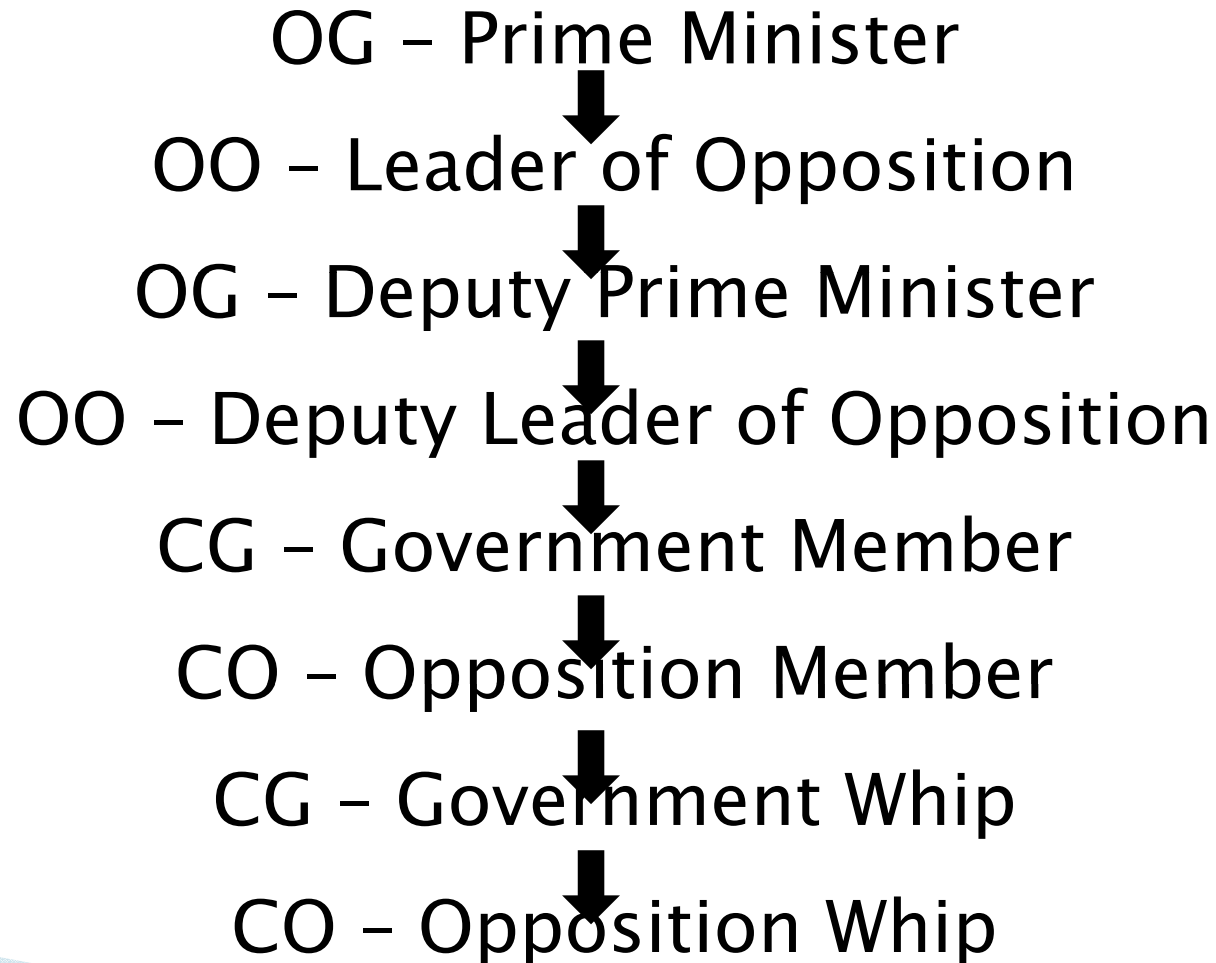 OG – Prime Minister
OO – Leader of Opposition
OG – Deputy Prime Minister
OO – Deputy Leader of Opposition
CG – Government Member
CO – Opposition Member
CG – Government Whip
CO – Opposition Whip